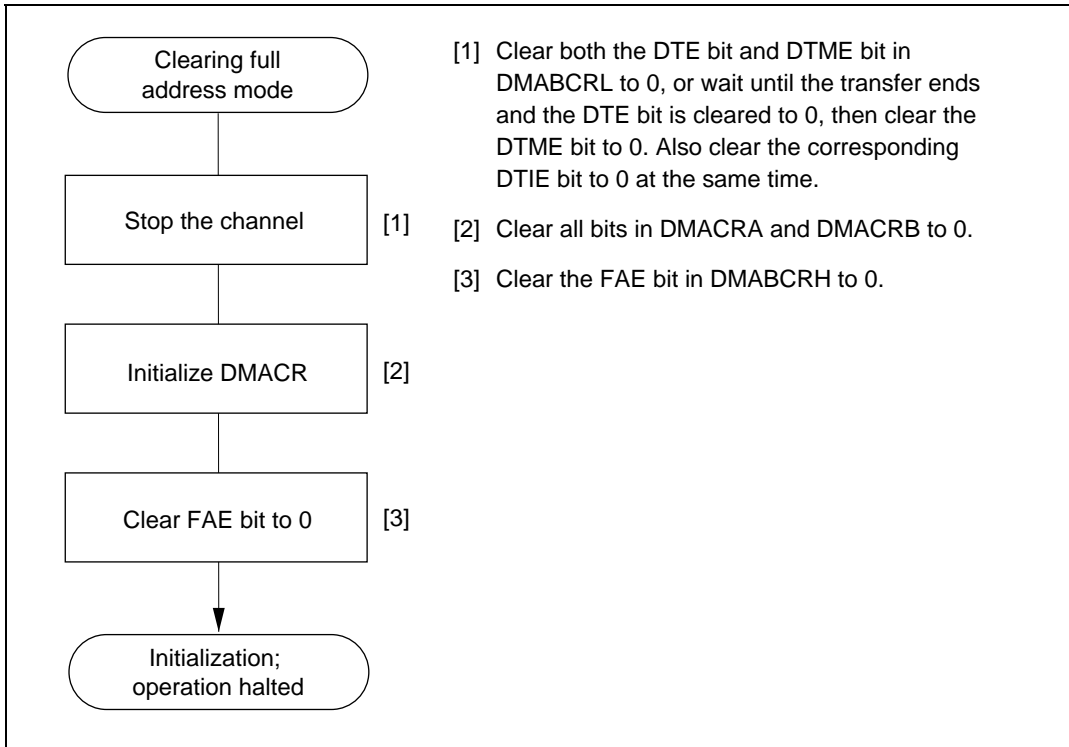 Clearing full
address mode
Stop the channel
[1]
Initialize DMACR
[2]
Clear FAE bit to 0
[3]
Initialization;
operation halted
[1] Clear both the DTE bit and DTME bit in
DMABCRL to 0, or wait until the transfer ends
and the DTE bit is cleared to 0, then clear the
DTME bit to 0. Also clear the corresponding
DTIE bit to 0 at the same time.
[2] Clear all bits in DMACRA and DMACRB to 0.
[3] Clear the FAE bit in DMABCRH to 0.